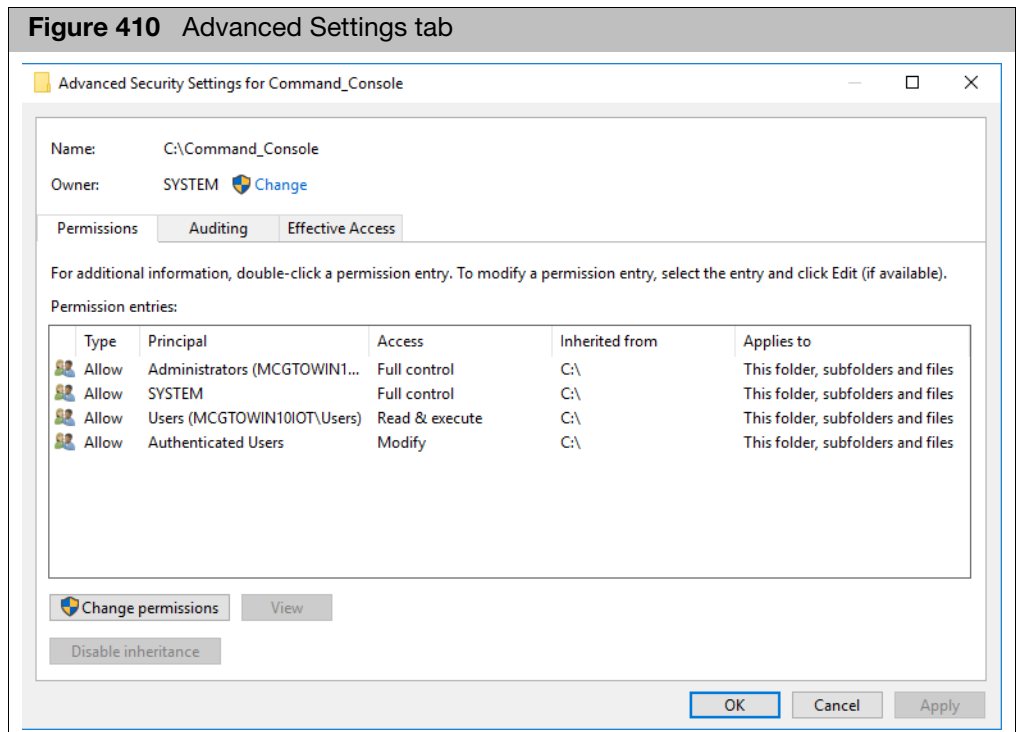 Figure 410 Advanced Settings tab
Advanced Security Settings for Command_Console
Name: C:\Command_Console
Owner: SYSTEM Change
Permissions Auditing Effective Access
For additional information, double-click a permission entry. To modify a permission entry, select the entry and click Edit (if available).
Permission entries:
Type Principal Access Inherited from Applies to
Allow Administrators (MCGTOWIN1... Full control C:\ This folder, subfolders and files
Allow SYSTEM Full control C:\ This folder, subfolders and files
Allow Users (MCGTOWIN10IOT\Users) Read & execute C:\ This folder, subfolders and files
Allow Authenticated Users Modify C:\ This folder, subfolders and files
Change permissions View
Disable inheritance
OK Cancel Apply